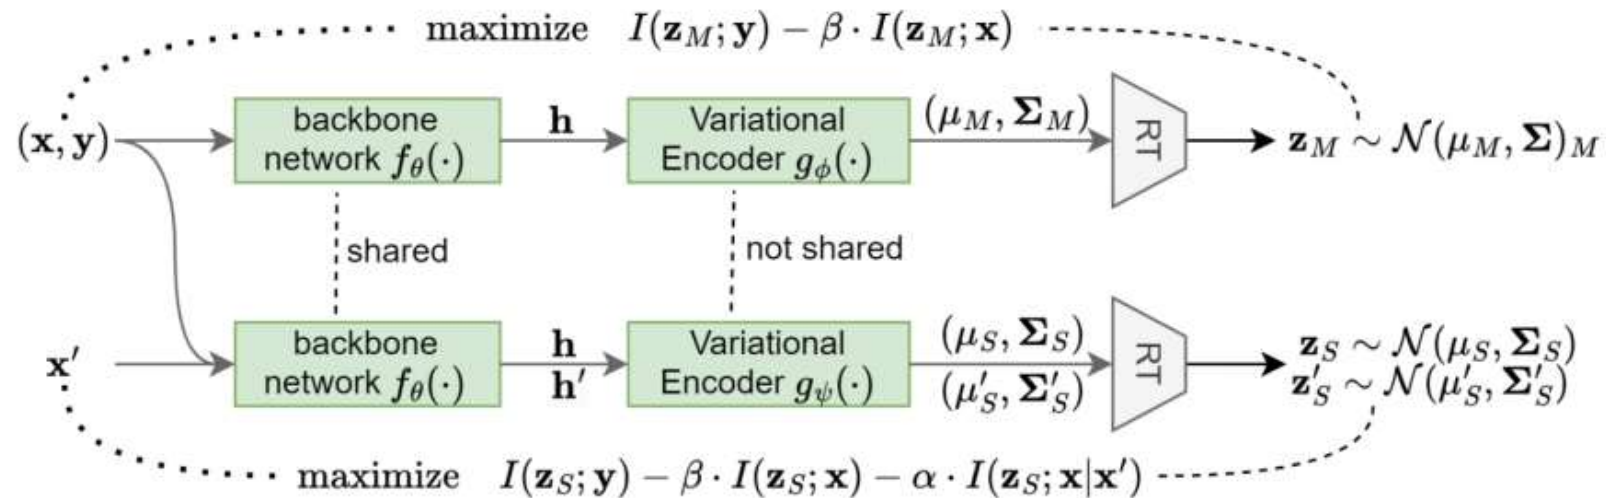 maximize I(z_M; y) − β · I(z_M; x)
(x, y)
backbone
network f_θ(·)
h
Variational
Encoder g_ϕ(·)
(μ_M, Σ_M)
RT
z_M ∼ 𝒩(μ_M, Σ)_M
shared
not shared
x′
backbone
network f_θ(·)
h
h′
Variational
Encoder g_ψ(·)
(μ_S, Σ_S)
(μ′_S, Σ′_S)
RT
z_S ∼ 𝒩(μ_S, Σ_S)
z′_S ∼ 𝒩(μ′_S, Σ′_S)
maximize I(z_S; y) − β · I(z_S; x) − α · I(z_S; x|x′)